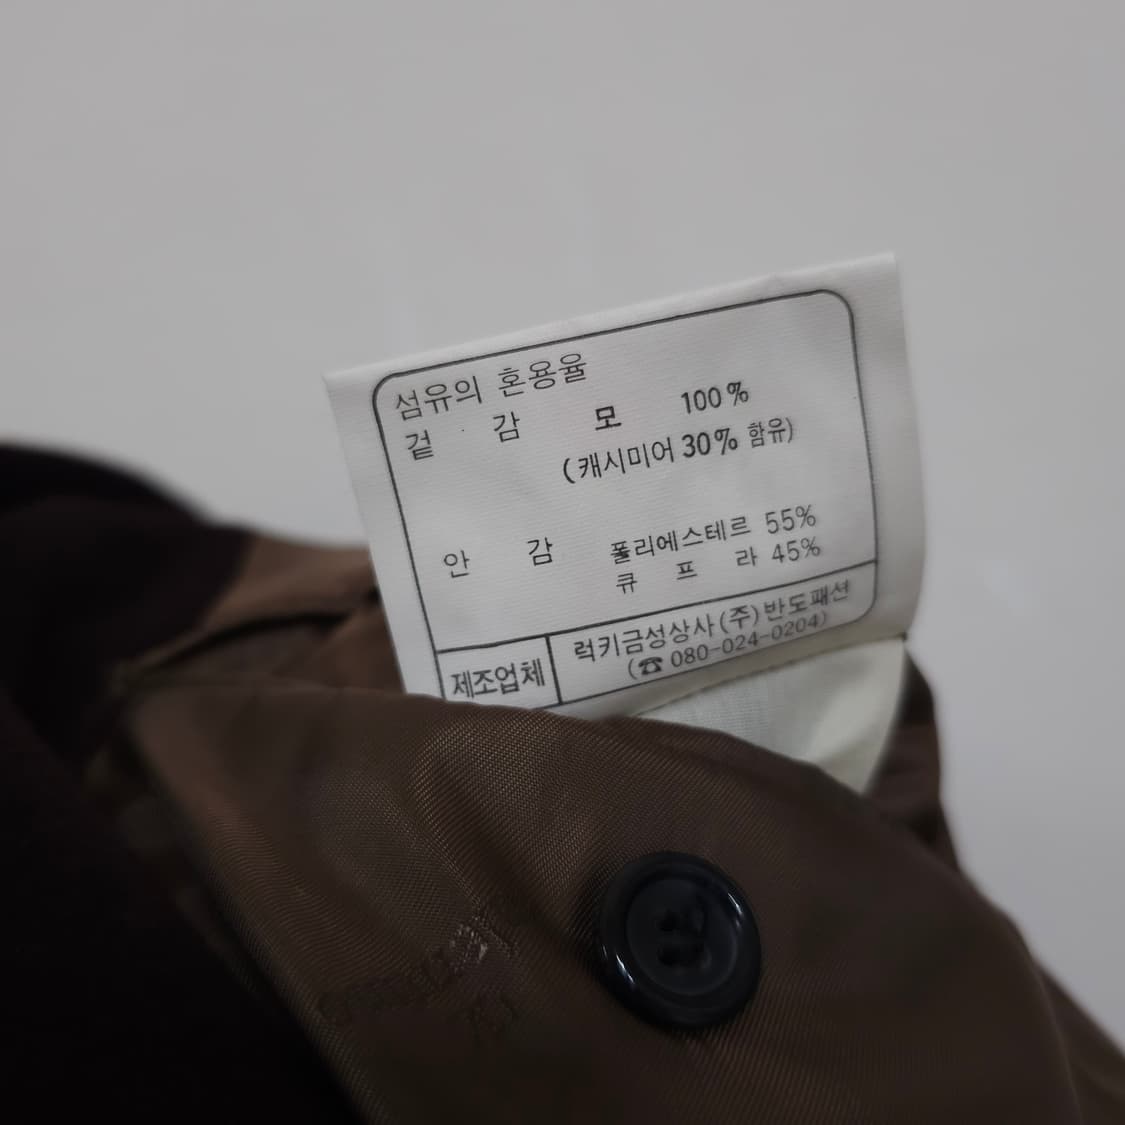 섬유의 혼용율
겉 감 모 100%
(캐시미어 30% 함유)
안 감 폴리에스테르 55%
큐 프 라 45%
제조업체 럭키금성상사(주)반도패션
(☎ 080-024-0204)